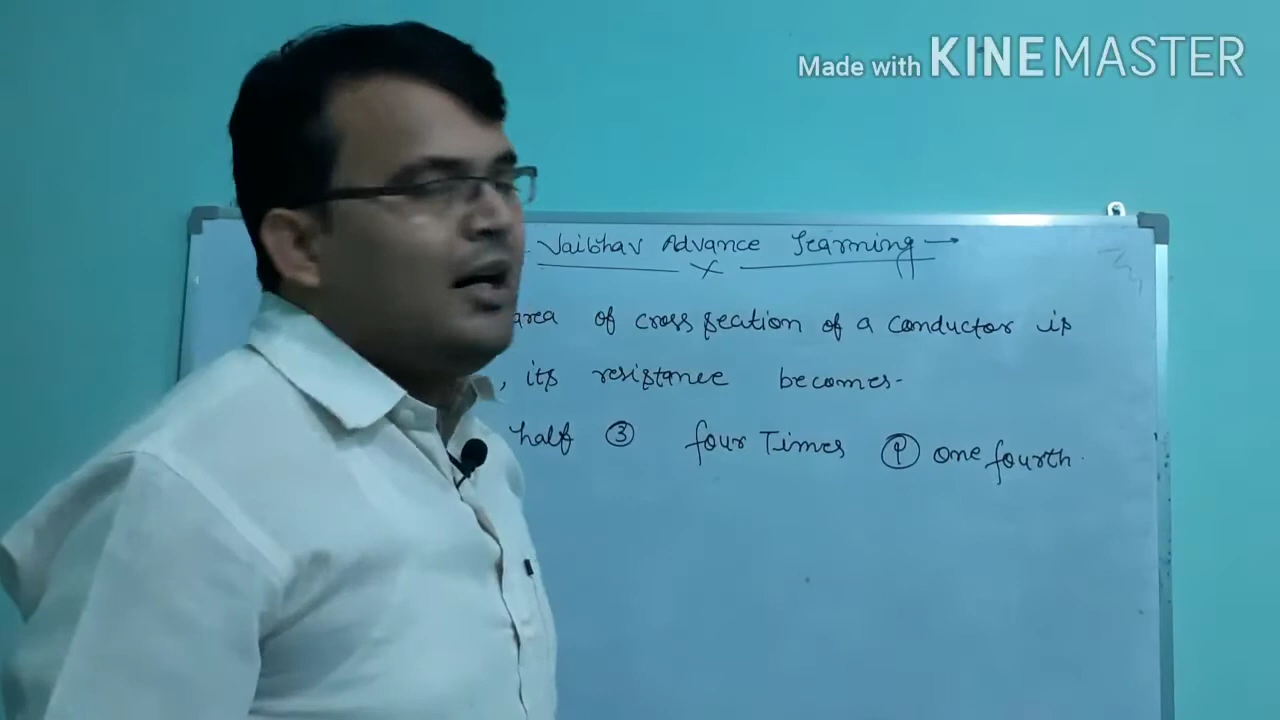 Made with KINEMASTER
Vaibhav Advance Learning
area of cross section of a conductor is
, its resistance becomes-
half ③ four Times ④ one fourth.